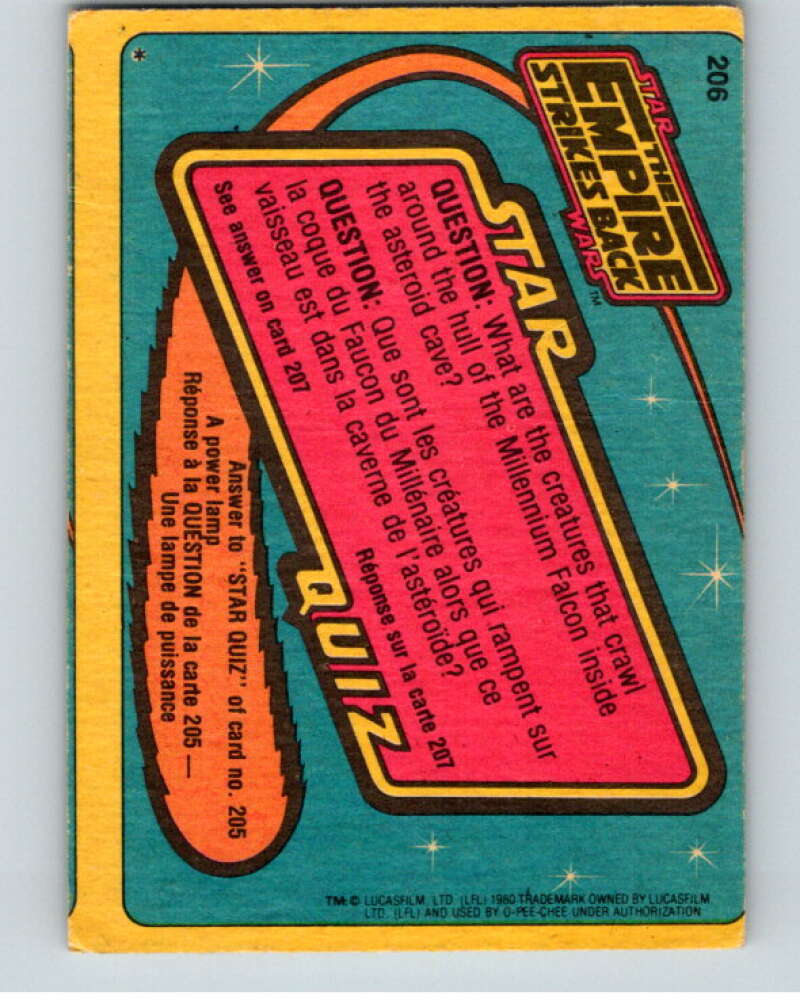 206
STAR
THE
EMPIRE
STRIKES BACK
WARS™
STAR
QUESTION: What are the creatures that crawl
around the hull of the Millennium Falcon inside
the asteroid cave?
QUESTION: Que sont les créatures qui rampent sur
la coque du Faucon du Millénaire alors que ce
vaisseau est dans la caverne de l'astéroïde?
See answer on card 207
Réponse sur la carte 207
QUIZ
Answer to "STAR QUIZ" of card no. 205
A power lamp
Réponse à la QUESTION de la carte 205 —
Une lampe de puissance
*
TM: © LUCASFILM, LTD. (LFL) 1980 TRADEMARK OWNED BY LUCASFILM,
LTD. (LFL) AND USED BY O-PEE-CHEE UNDER AUTHORIZATION